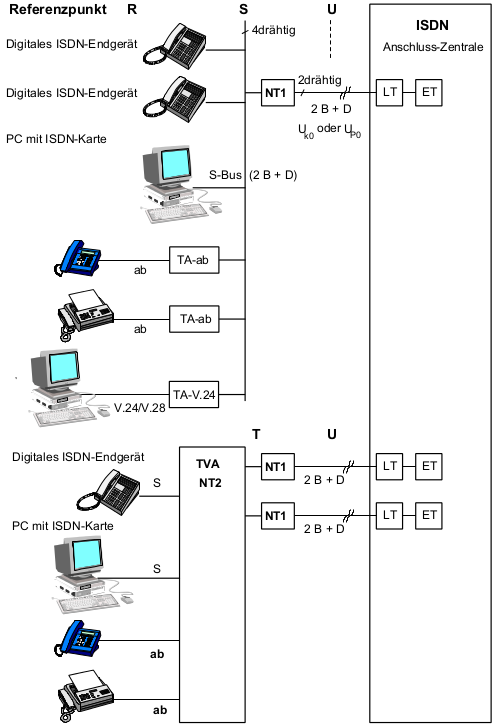 Referenzpunkt R S U
ISDN
Anschluss-Zentrale
4drähtig
Digitales ISDN-Endgerät
Digitales ISDN-Endgerät
NT1
2drähtig
2 B + D
LT
ET
Uk0 oder UP0
PC mit ISDN-Karte
S-Bus (2 B + D)
ab
TA-ab
ab
TA-ab
V.24/V.28
TA-V.24
T U
Digitales ISDN-Endgerät
S
TVA
NT2
NT1
2 B + D
LT
ET
NT1
2 B + D
LT
ET
PC mit ISDN-Karte
S
ab
ab